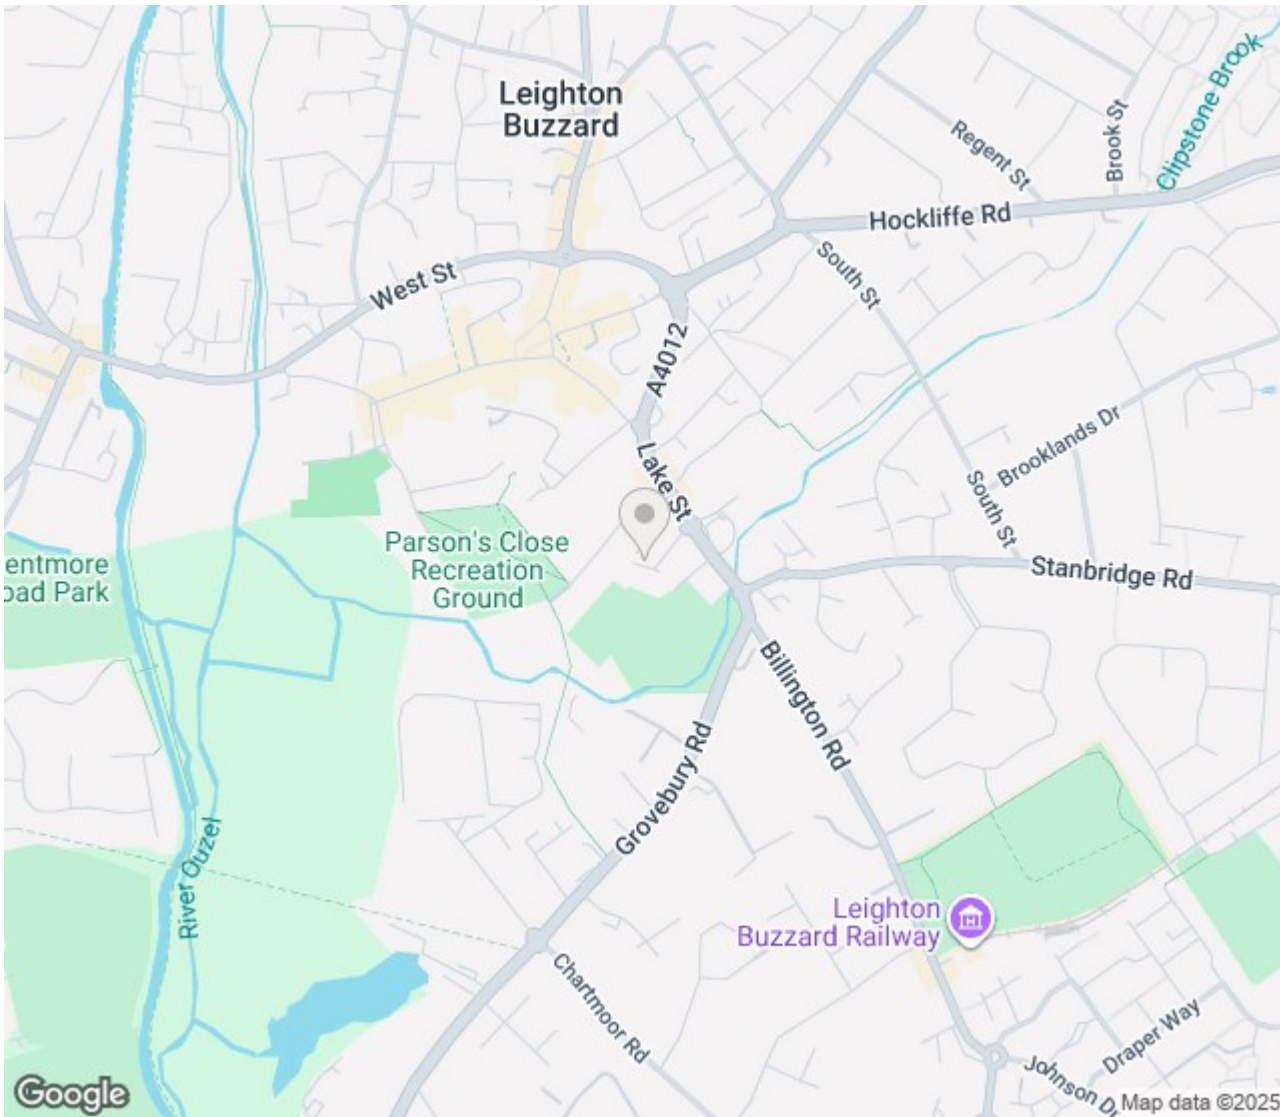 Leighton
Buzzard
Regent St
Brook St
Clipstone Brook
Hockliffe Rd
West St
South St
A4012
Brooklands Dr
Lake St
South St
Parson's Close
Recreation
Ground
entmore
oad Park
Stanbridge Rd
Billington Rd
Grovebury Rd
River Ouzel
Leighton
Buzzard Railway
Chartmoor Rd
Draper Way
Johnson D
Google
Map data ©2025